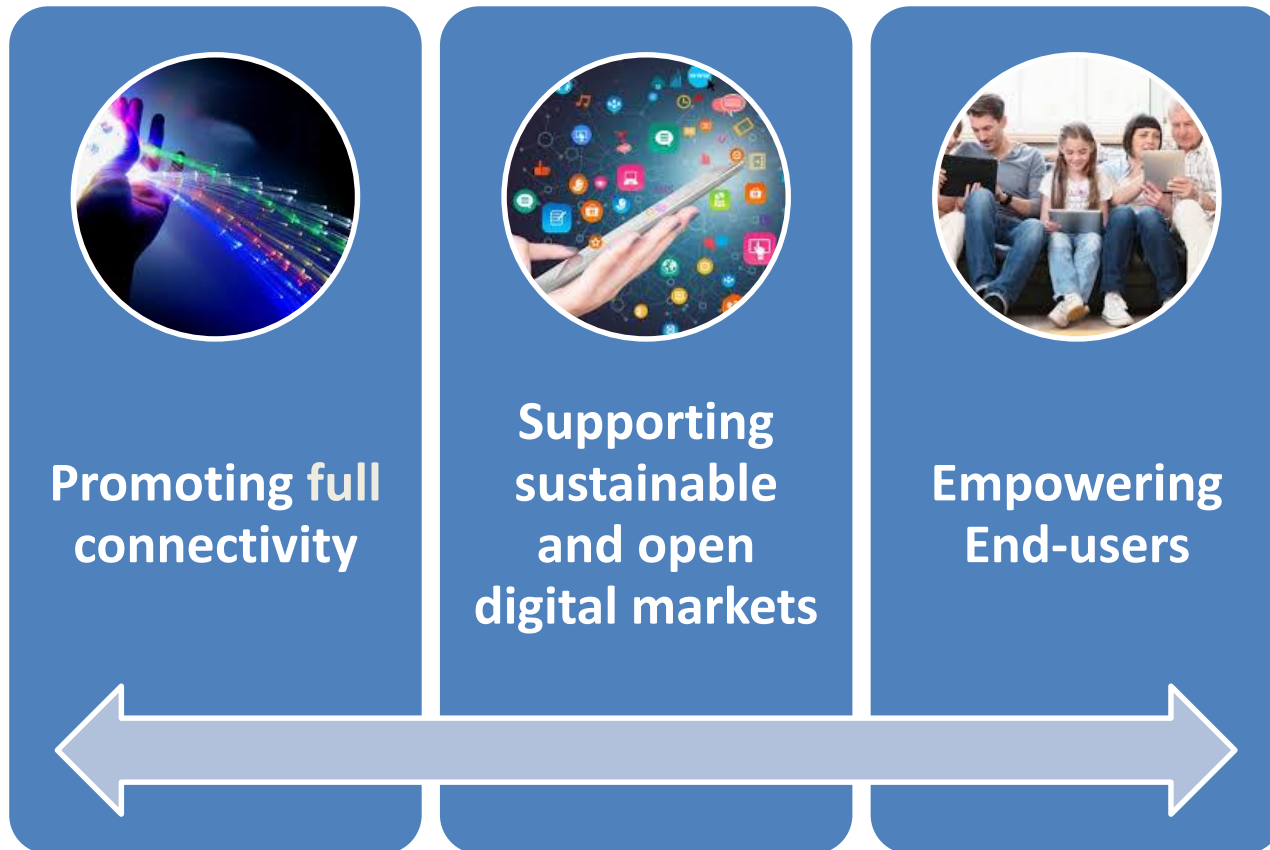 Promoting full
connectivity
Supporting
sustainable
and open
digital markets
Empowering
End-users